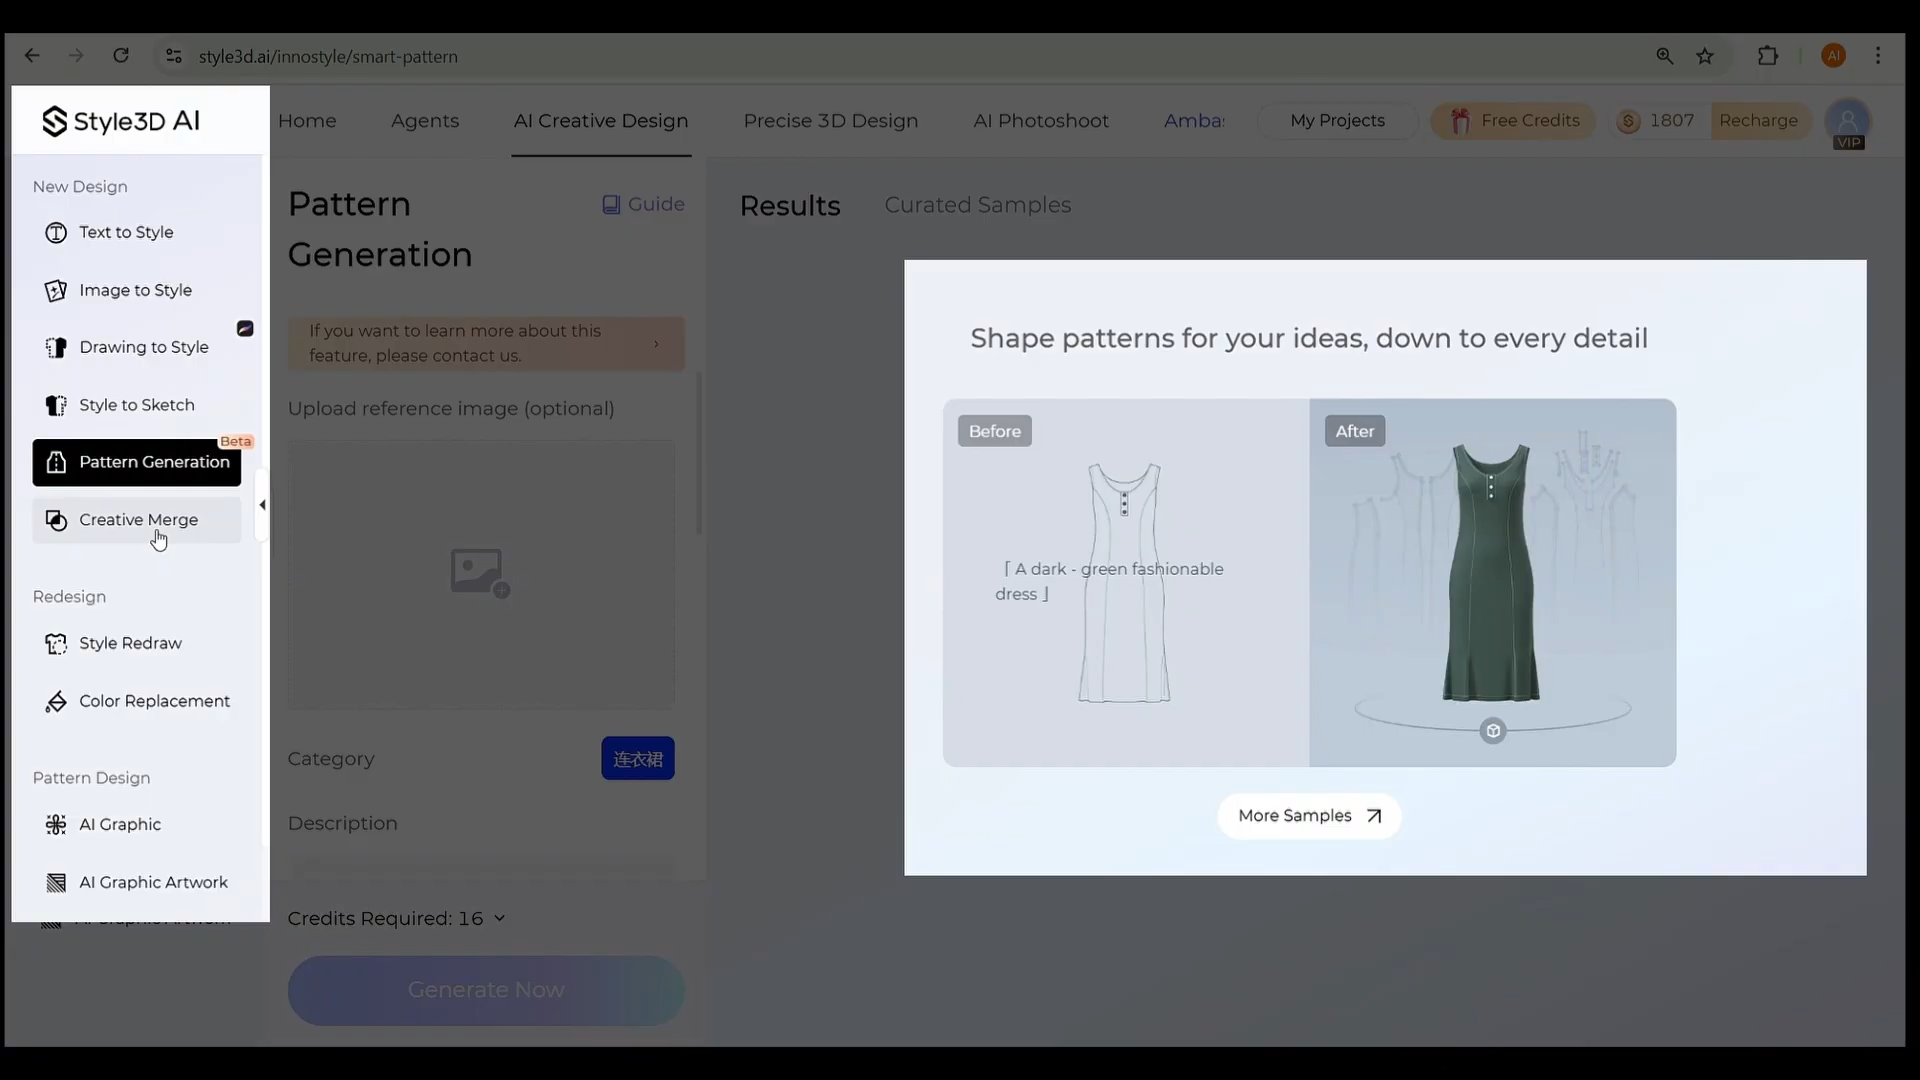 style3d.ai/innostyle/smart-pattern
AI
Style3D AI
Home
Agents
AI Creative Design
Precise 3D Design
AI Photoshoot
Ambas
My Projects
Free Credits
1807
Recharge
VIP
New Design
Text to Style
Image to Style
Drawing to Style
Style to Sketch
Beta
Pattern Generation
Creative Merge
Redesign
Style Redraw
Color Replacement
Pattern Design
AI Graphic
AI Graphic Artwork
Pattern
Generation
Guide
If you want to learn more about this
feature, please contact us.
Upload reference image (optional)
Category
连衣裙
Description
Credits Required: 16
Generate Now
Results
Curated Samples
Shape patterns for your ideas, down to every detail
Before
「 A dark - green fashionable
dress 」
After
More Samples